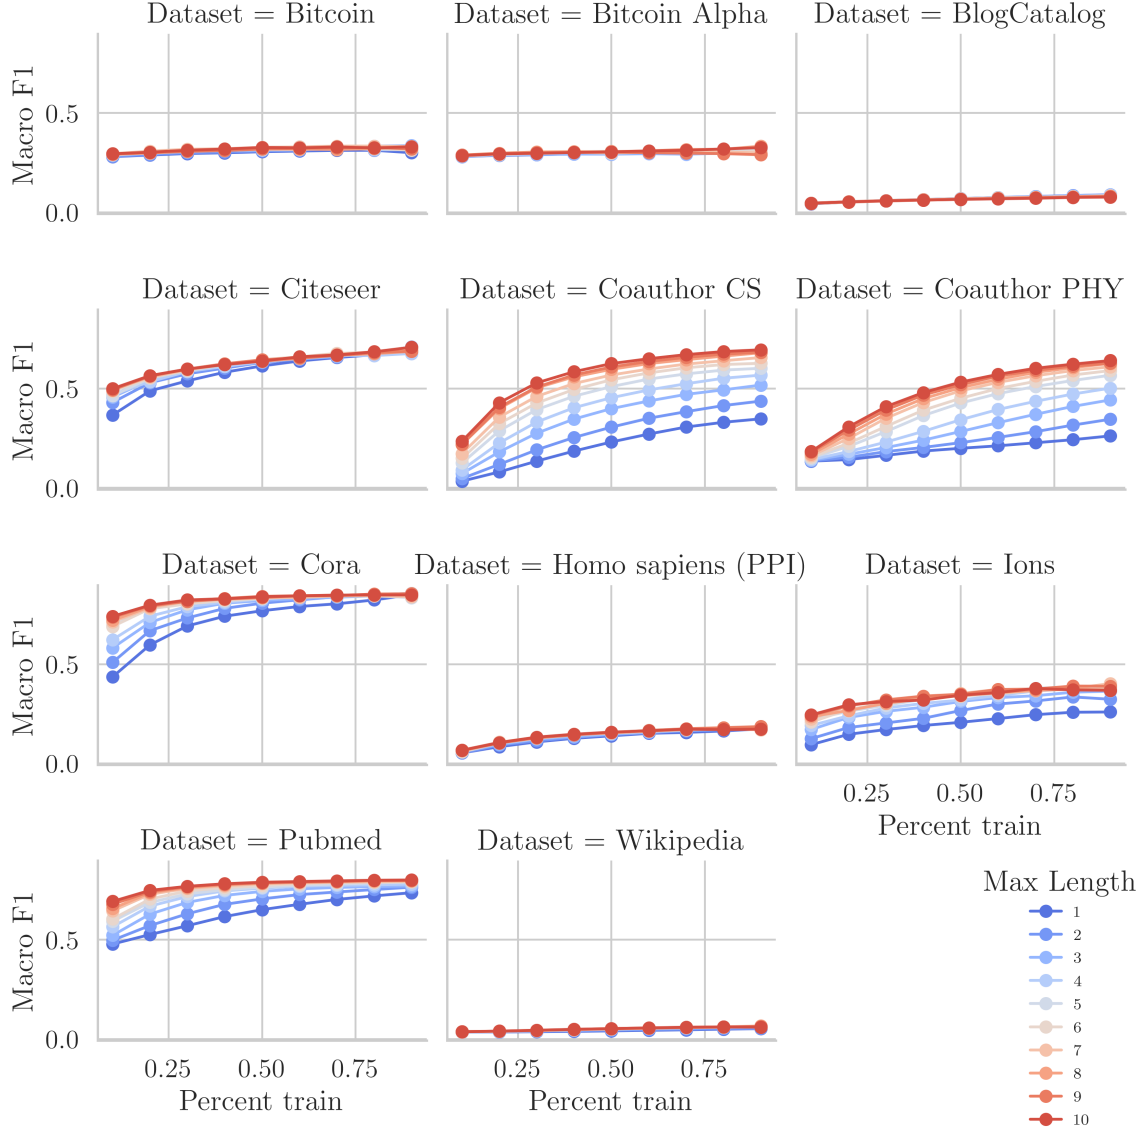 Dataset = Bitcoin
Dataset = Bitcoin Alpha
Dataset = BlogCatalog
Macro F1
0.5
0.0
Dataset = Citeseer
Dataset = Coauthor CS
Dataset = Coauthor PHY
Macro F1
0.5
0.0
Dataset = Cora
Dataset = Homo sapiens (PPI)
Dataset = Ions
Macro F1
0.5
0.0
0.25 0.50 0.75
Percent train
Dataset = Pubmed
Dataset = Wikipedia
Macro F1
0.5
0.0
0.25 0.50 0.75
Percent train
0.25 0.50 0.75
Percent train
Max Length
1
2
3
4
5
6
7
8
9
10